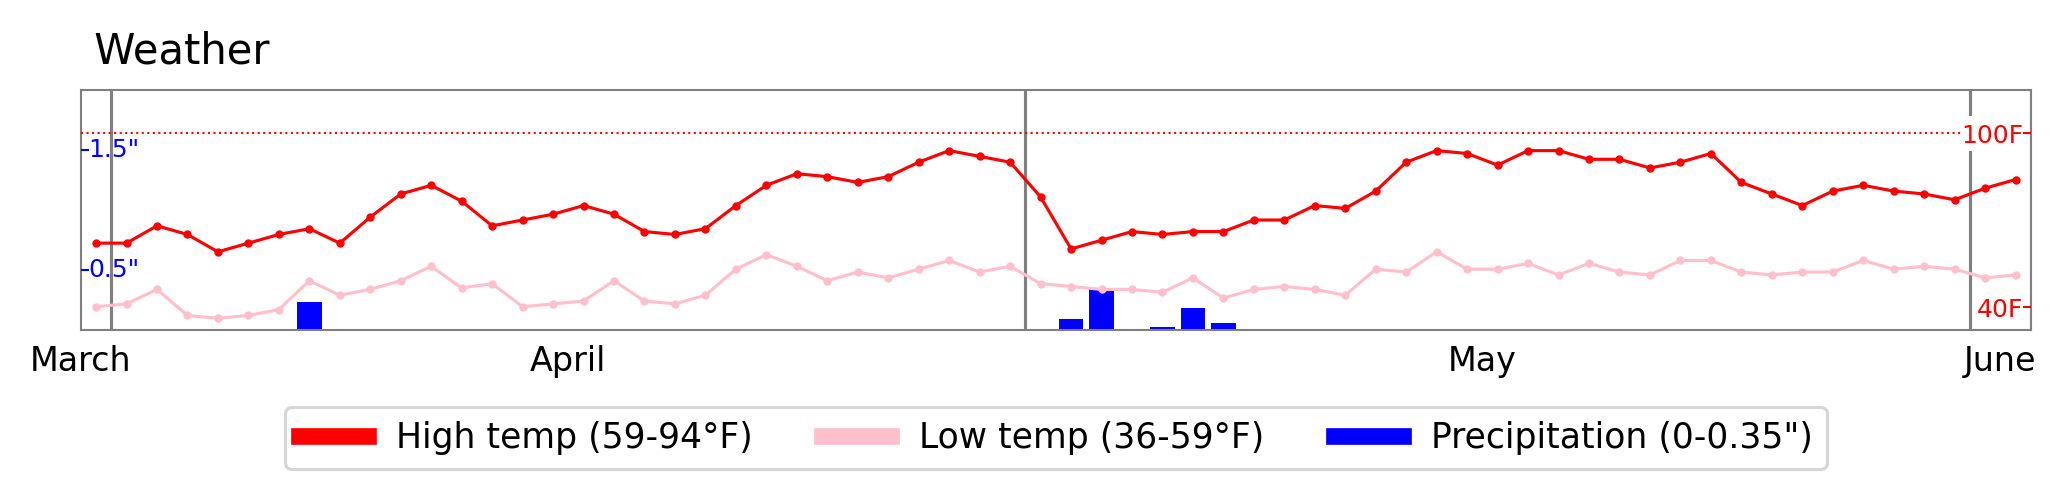 Weather
1.5"
100F
0.5"
40F
March April May June
High temp (59-94°F) Low temp (36-59°F) Precipitation (0-0.35")